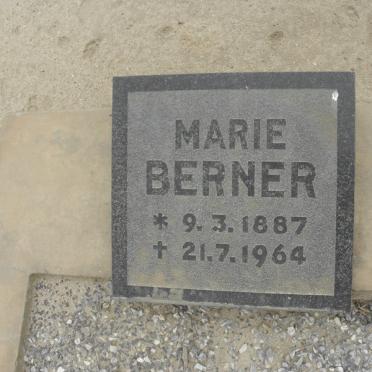 MARIE
BERNER
* 9.3.1887
✝ 21.7.1964